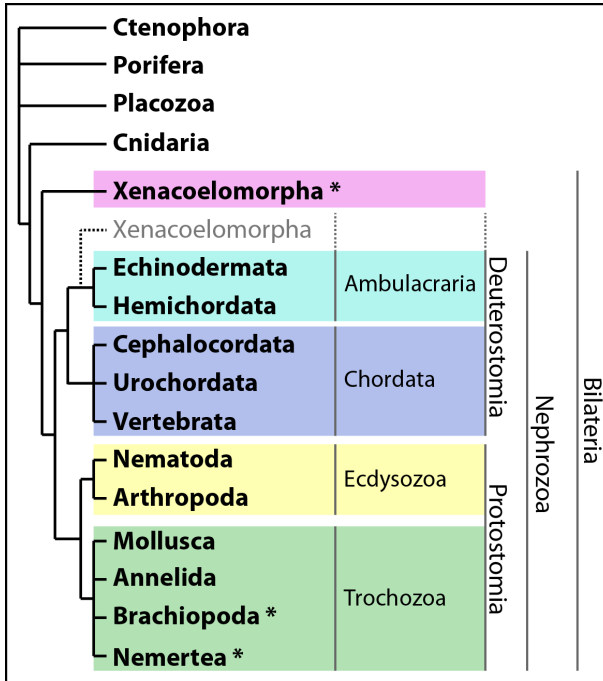 Ctenophora
Porifera
Placozoa
Cnidaria
Xenacoelomorpha *
Xenacoelomorpha
Echinodermata
Hemichordata
Ambulacraria
Cephalocordata
Urochordata
Vertebrata
Chordata
Nematoda
Arthropoda
Ecdysozoa
Mollusca
Annelida
Brachiopoda *
Nemertea *
Trochozoa
Deuterostomia
Protostomia
Nephrozoa
Bilateria